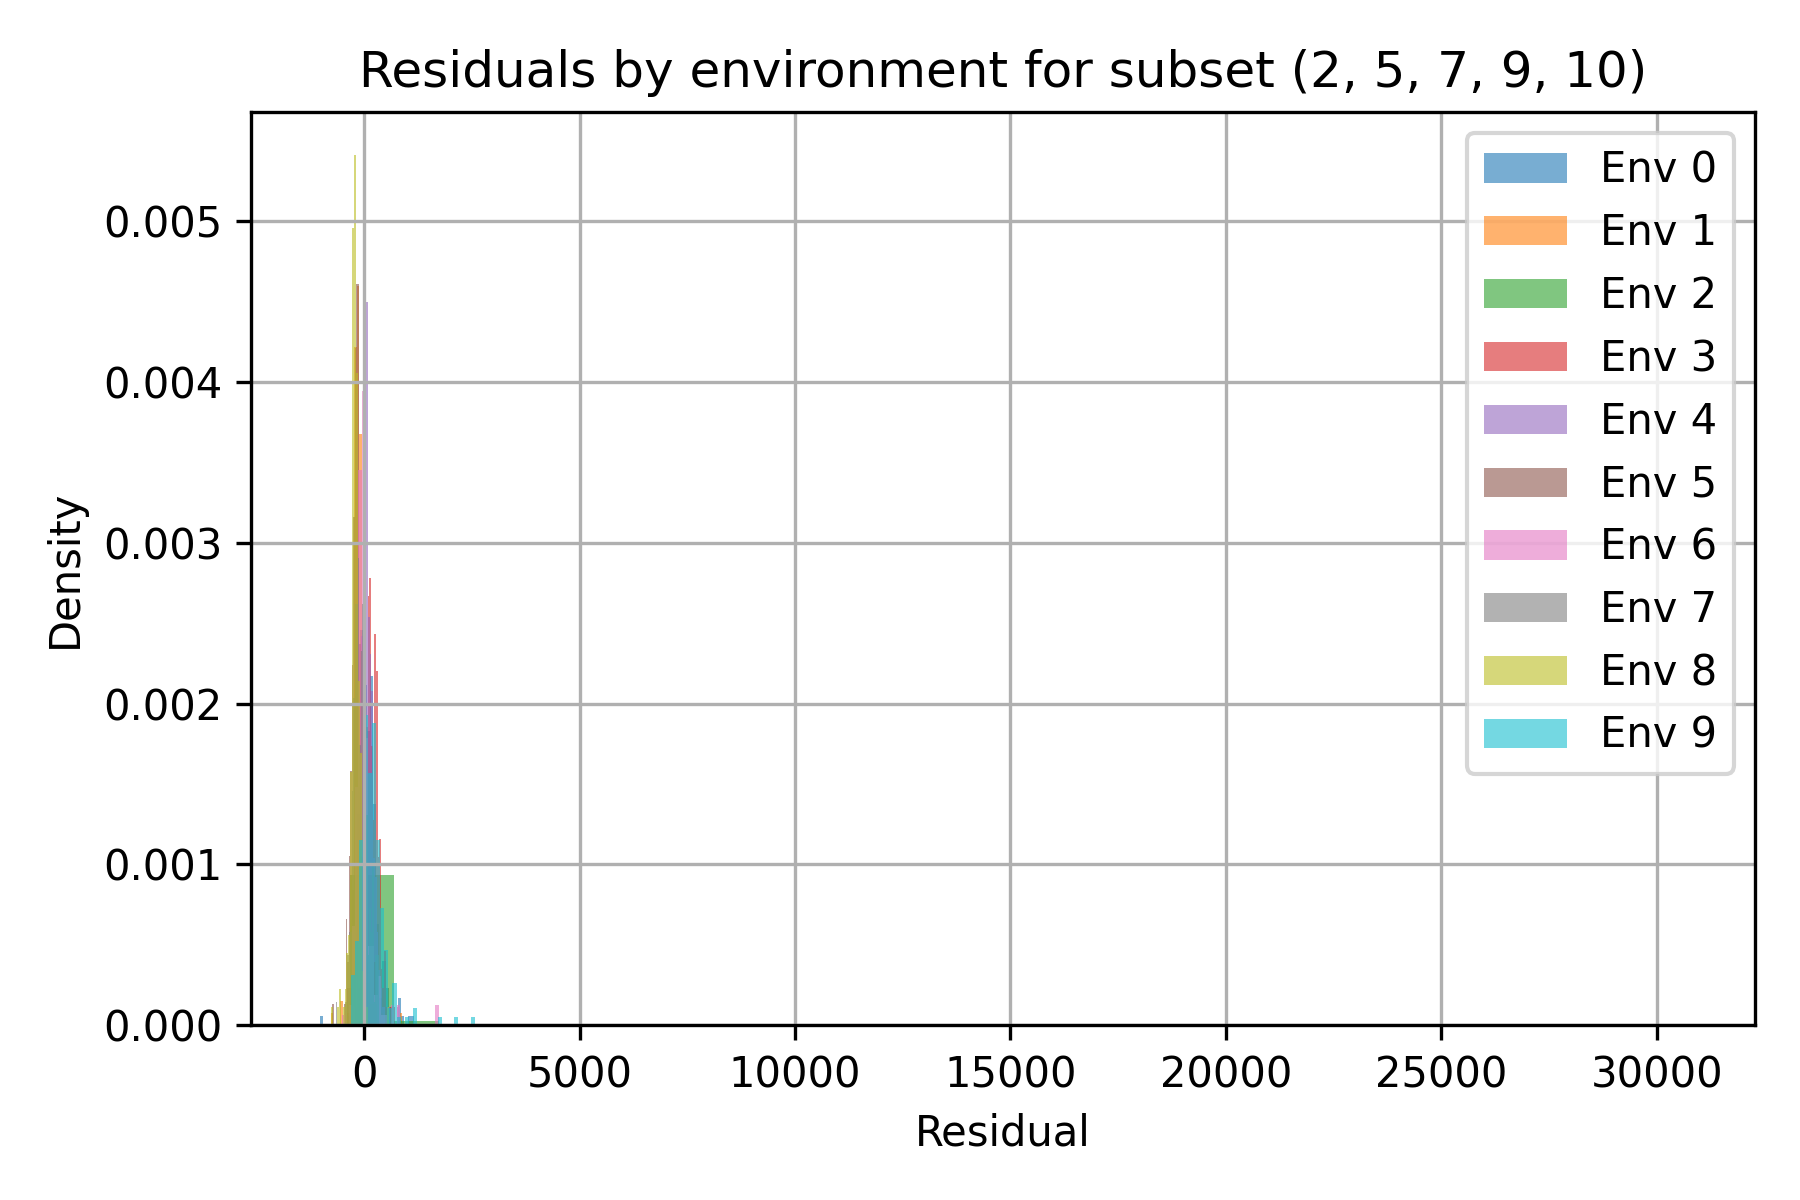 Residuals by environment for subset (2, 5, 7, 9, 10)
Density
0.005
0.004
0.003
0.002
0.001
0.000
0
5000
10000
15000
20000
25000
30000
Residual
Env 0
Env 1
Env 2
Env 3
Env 4
Env 5
Env 6
Env 7
Env 8
Env 9